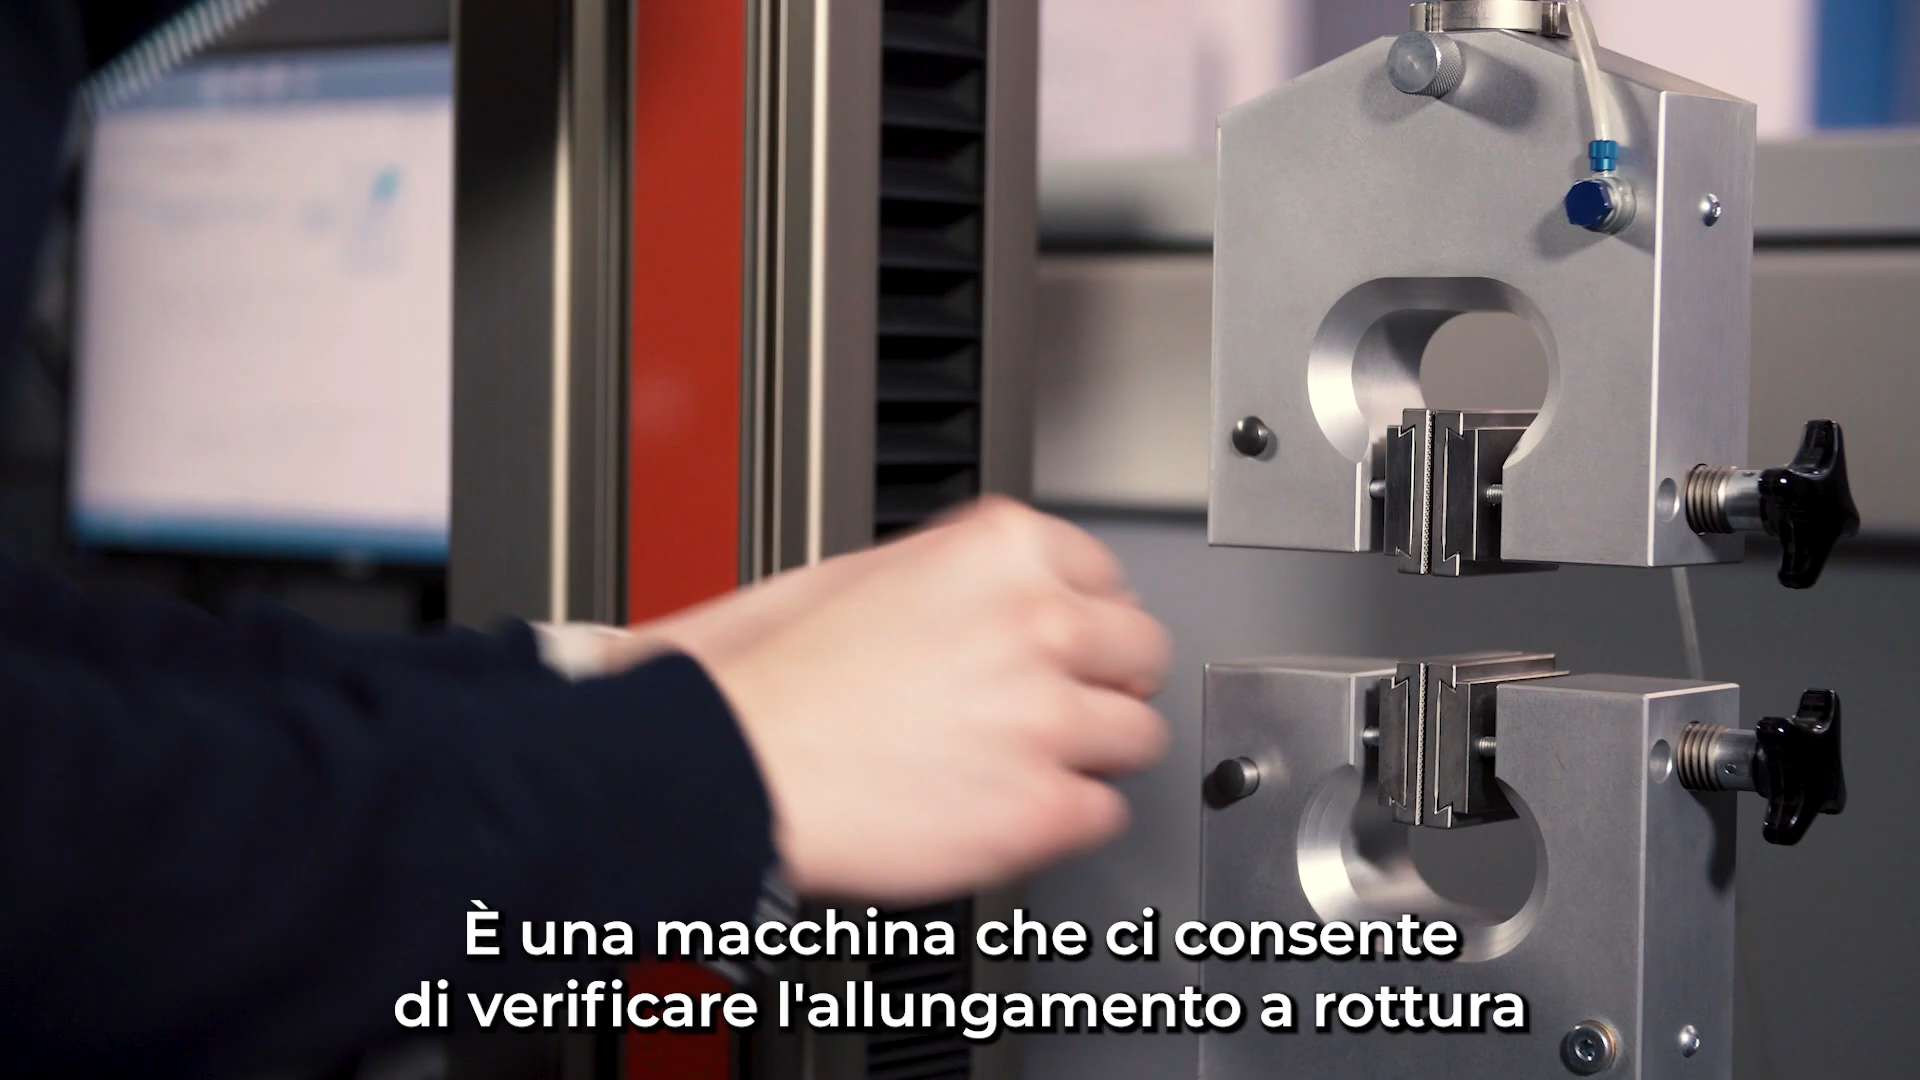 È una macchina che ci consente
di verificare l'allungamento a rottura